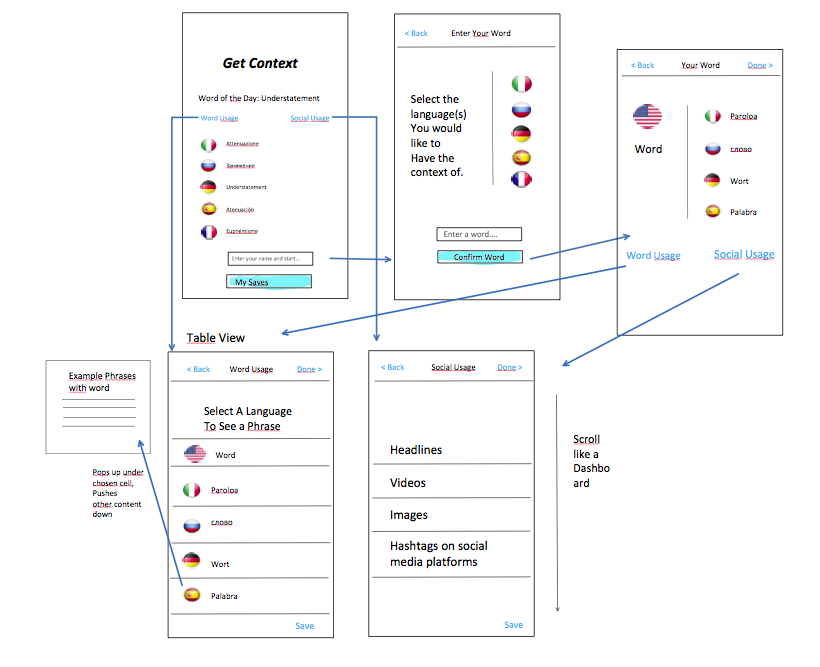 Get Context
Word of the Day: Understatement
Word Usage
Social Usage
Attenuazione
Understatement
Atenuación
Euphémisme
Enter your name and start...
My Saves
< Back
Enter Your Word
Select the
language(s)
You would
like to
Have the
context of.
Enter a word....
Confirm Word
< Back
Your Word
Done >
Word
Paroloa
слово
Wort
Palabra
Word Usage
Social Usage
Table View
< Back
Word Usage
Done >
Select A Language
To See a Phrase
Word
Paroloa
слово
Wort
Palabra
Save
Example Phrases
with word
Pops up under
chosen cell,
Pushes
other content
down
< Back
Social Usage
Done >
Headlines
Videos
Images
Hashtags on social
media platforms
Save
Scroll
like a
Dashbo
ard